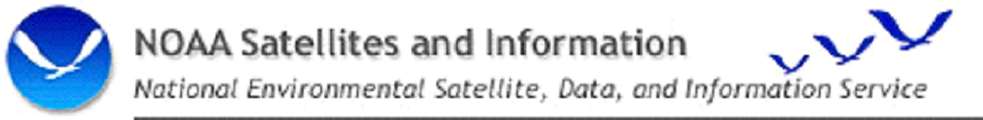 NOAA Satellites and Information
National Environmental Satellite, Data, and Information Service